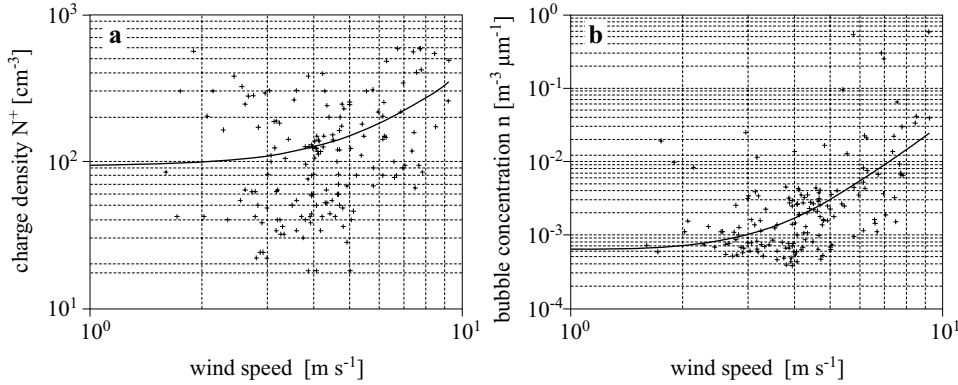 a
10³
10²
10¹
charge density N⁺ [cm⁻³]
10⁰
10¹
wind speed [m s⁻¹]
b
10⁰
10⁻¹
10⁻²
10⁻³
10⁻⁴
bubble concentration n [m⁻³ μm⁻¹]
10⁰
10¹
wind speed [m s⁻¹]